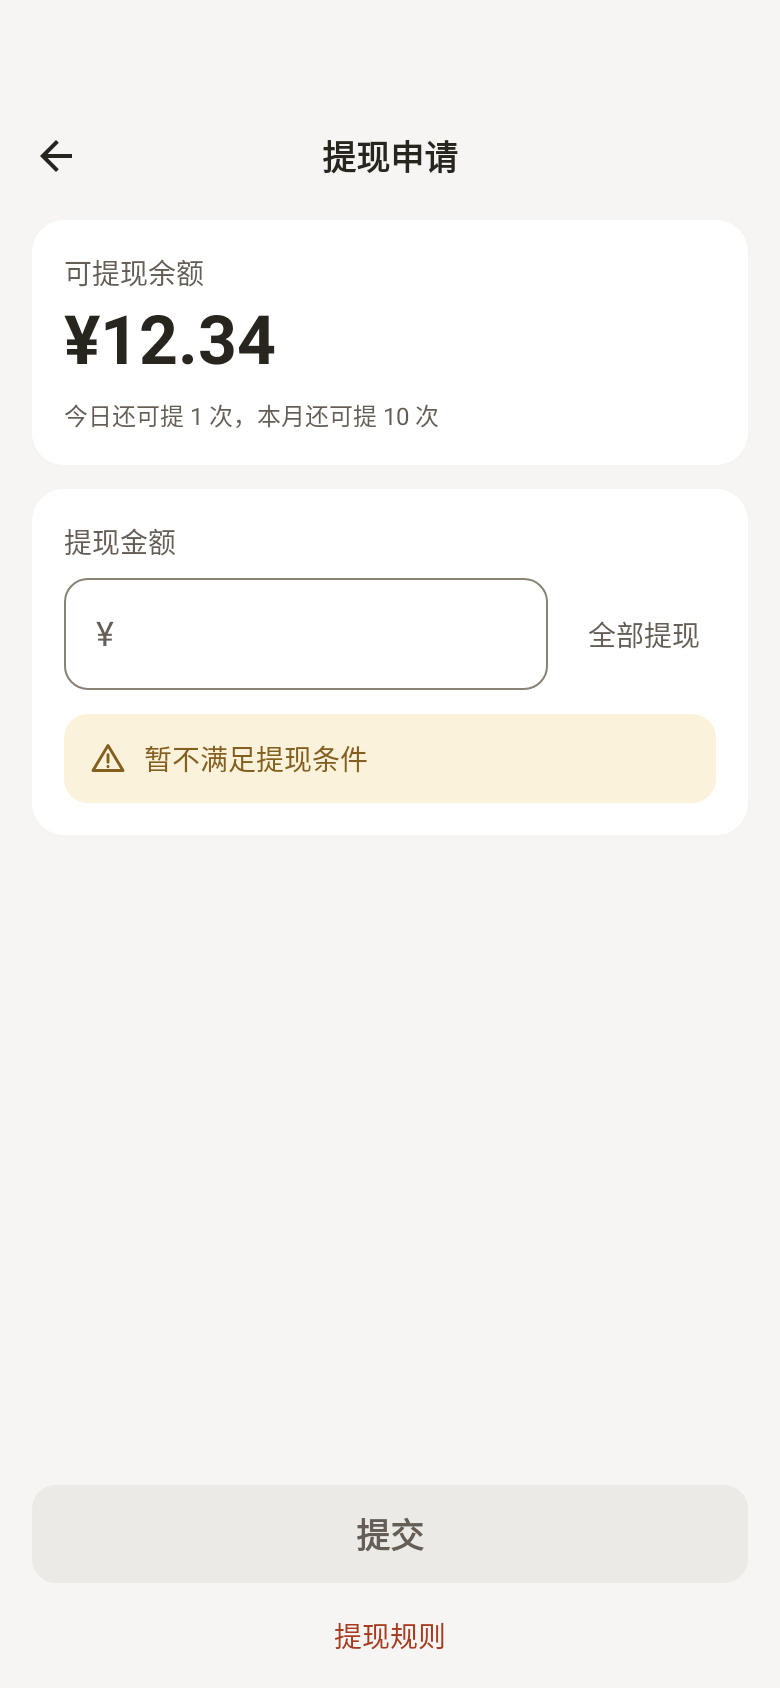 提现申请
可提现余额
¥12.34
今日还可提 1 次，本月还可提 10 次
提现金额
¥
全部提现
暂不满足提现条件
提交
提现规则